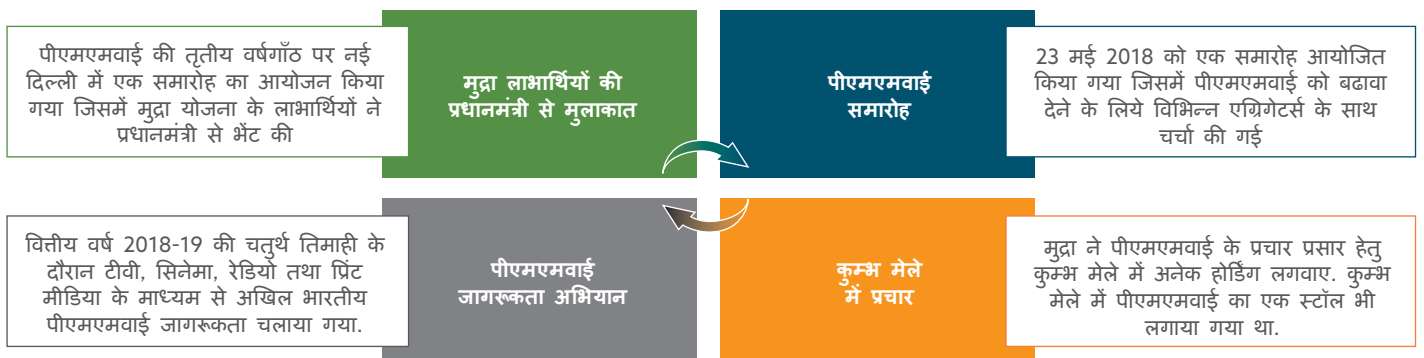 पीएमएमवाई की तृतीय वर्षगाँठ पर नई
दिल्ली में एक समारोह का आयोजन किया
गया जिसमें मुद्रा योजना के लाभार्थियों ने
प्रधानमंत्री से भेंट की
मुद्रा लाभार्थियों की
प्रधानमंत्री से मुलाकात
पीएमएमवाई
समारोह
23 मई 2018 को एक समारोह आयोजित
किया गया जिसमें पीएमएमवाई को बढावा
देने के लिये विभिन्न एग्रिगेटर्स के साथ
चर्चा की गई
वित्तीय वर्ष 2018-19 की चतुर्थ तिमाही के
दौरान टीवी, सिनेमा, रेडियो तथा प्रिंट
मीडिया के माध्यम से अखिल भारतीय
पीएमएमवाई जागरूकता चलाया गया.
पीएमएमवाई
जागरूकता अभियान
कुम्भ मेले
में प्रचार
मुद्रा ने पीएमएमवाई के प्रचार प्रसार हेतु
कुम्भ मेले में अनेक होर्डिंग लगवाए. कुम्भ
मेले में पीएमएमवाई का एक स्टॉल भी
लगाया गया था.